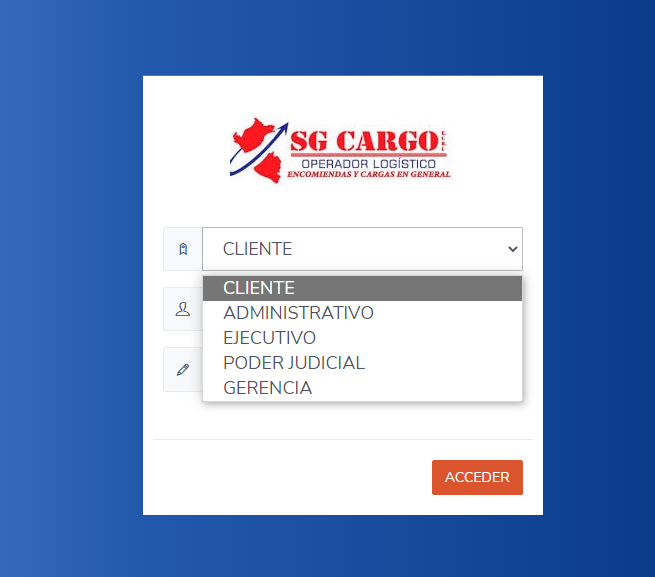 SG CARGO E.I.R.L
OPERADOR LOGÍSTICO
ENCOMIENDAS Y CARGAS EN GENERAL
CLIENTE
CLIENTE
ADMINISTRATIVO
EJECUTIVO
PODER JUDICIAL
GERENCIA
ACCEDER